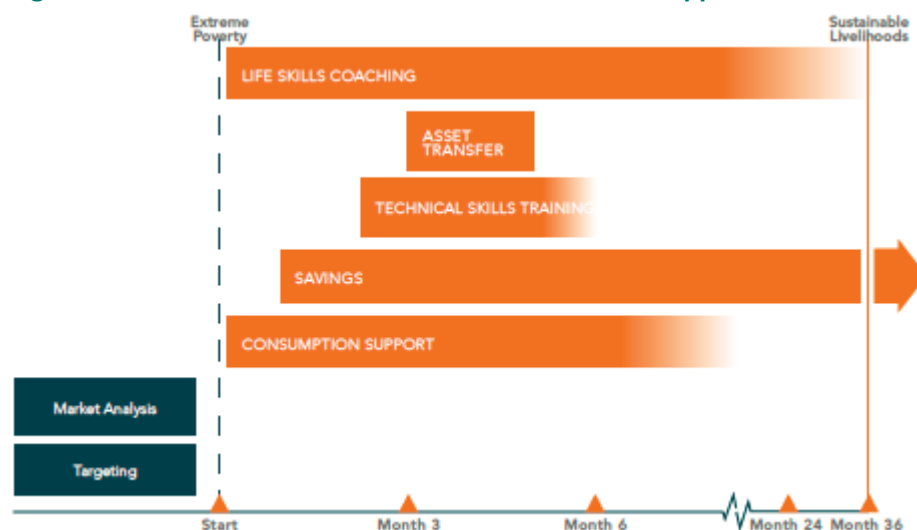 Extreme
Poverty
Sustainable
Livelihoods
LIFE SKILLS COACHING
ASSET
TRANSFER
TECHNICAL SKILLS TRAINING
SAVINGS
CONSUMPTION SUPPORT
Market Analysis
Targeting
Start
Month 3
Month 6
Month 24
Month 36